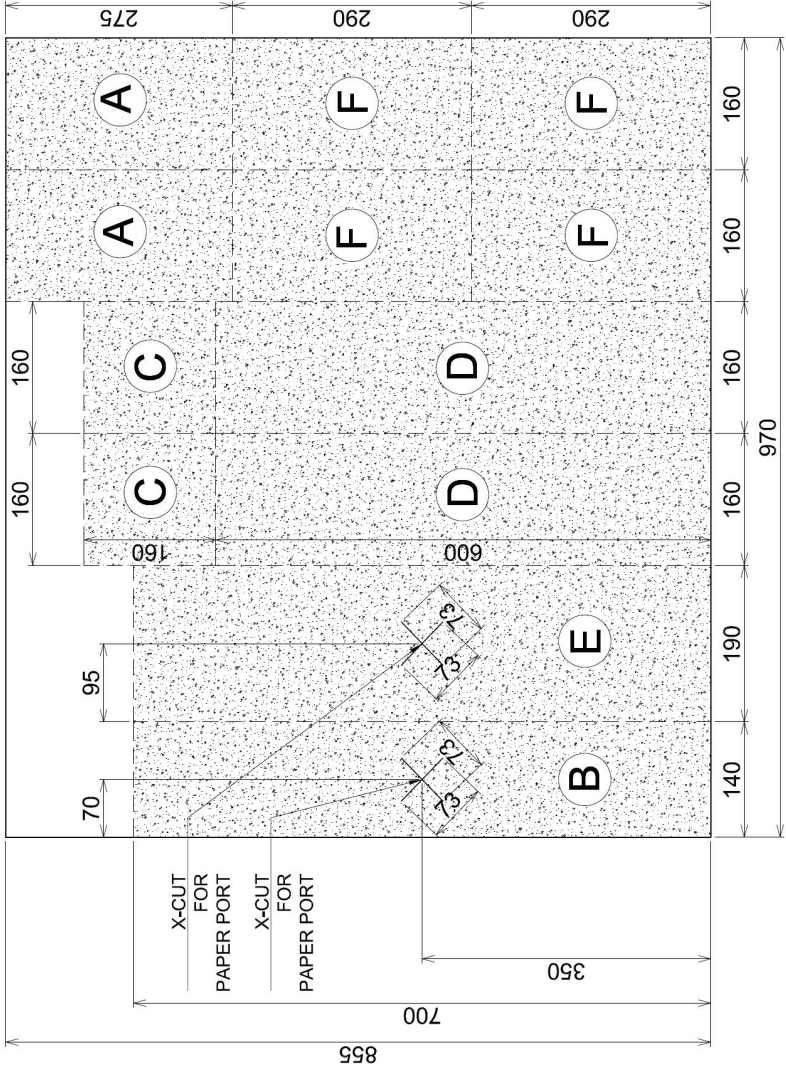 275
290
290
A
A
F
F
F
F
160
160
C
C
D
D
160
600
95
70
73
73
73
73
E
B
X-CUT
FOR
PAPER PORT
X-CUT
FOR
PAPER PORT
350
700
855
140
190
160
160
160
160
970